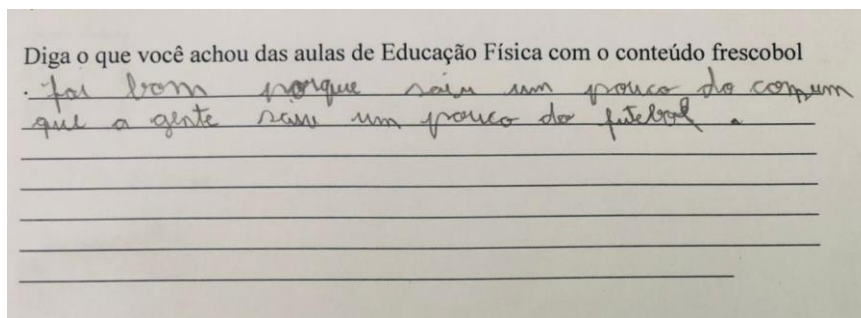 Diga o que você achou das aulas de Educação Física com o conteúdo frescobol
. foi bom porque saiu um pouco do comum
que a gente saiu um pouco do futebol .